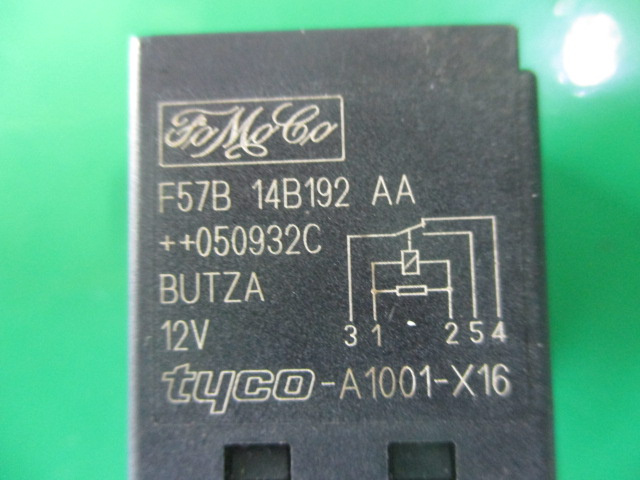 FoMoCo
F57B 14B192 AA
++050932C
BUTZA
12V
3 1 2 5 4
tyco-A1001-X16